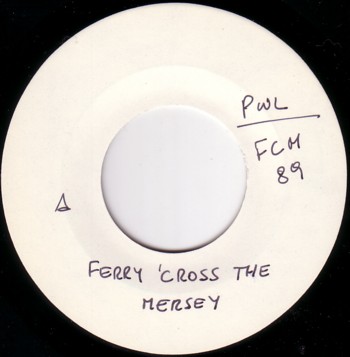 PWL
FCM
89
A
FERRY 'CROSS THE
MERSEY